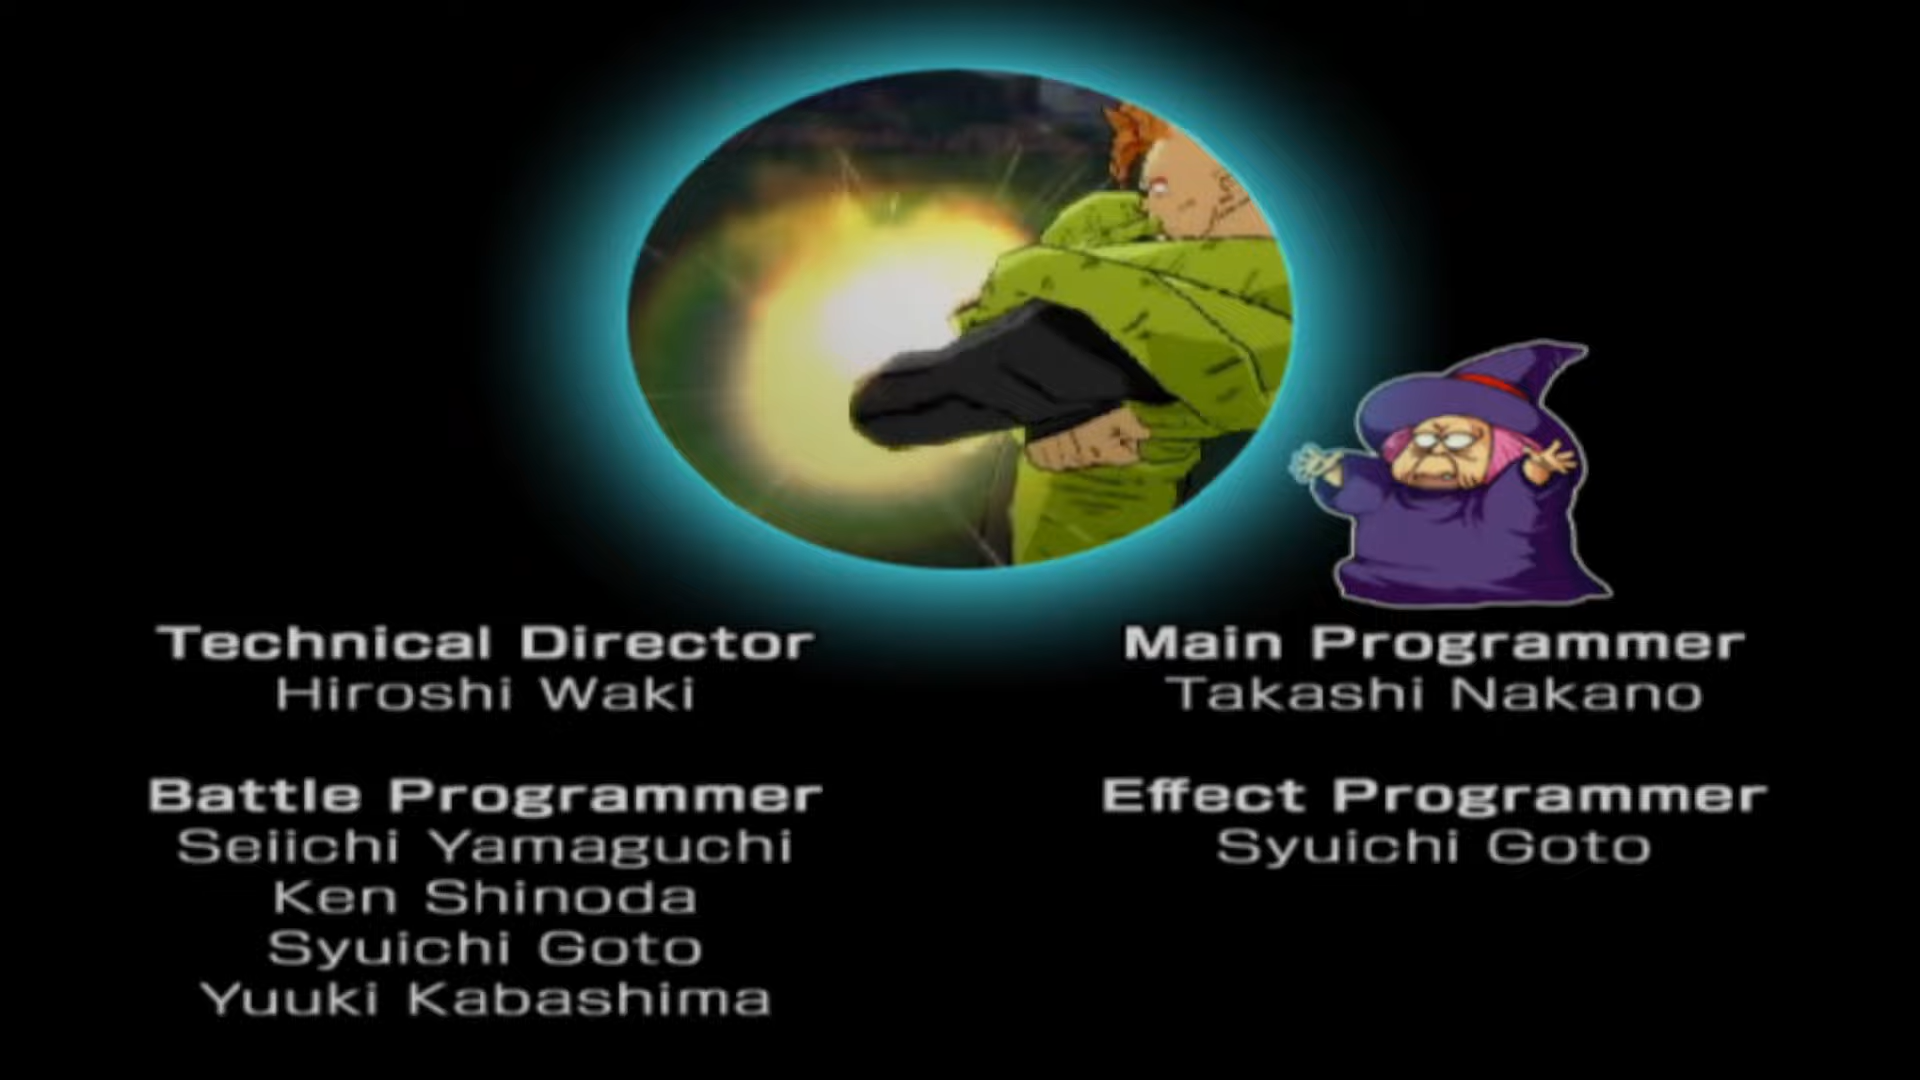 Technical Director
Hiroshi Waki
Main Programmer
Takashi Nakano
Battle Programmer
Seiichi Yamaguchi
Ken Shinoda
Syuichi Goto
Yuuki Kabashima
Effect Programmer
Syuichi Goto